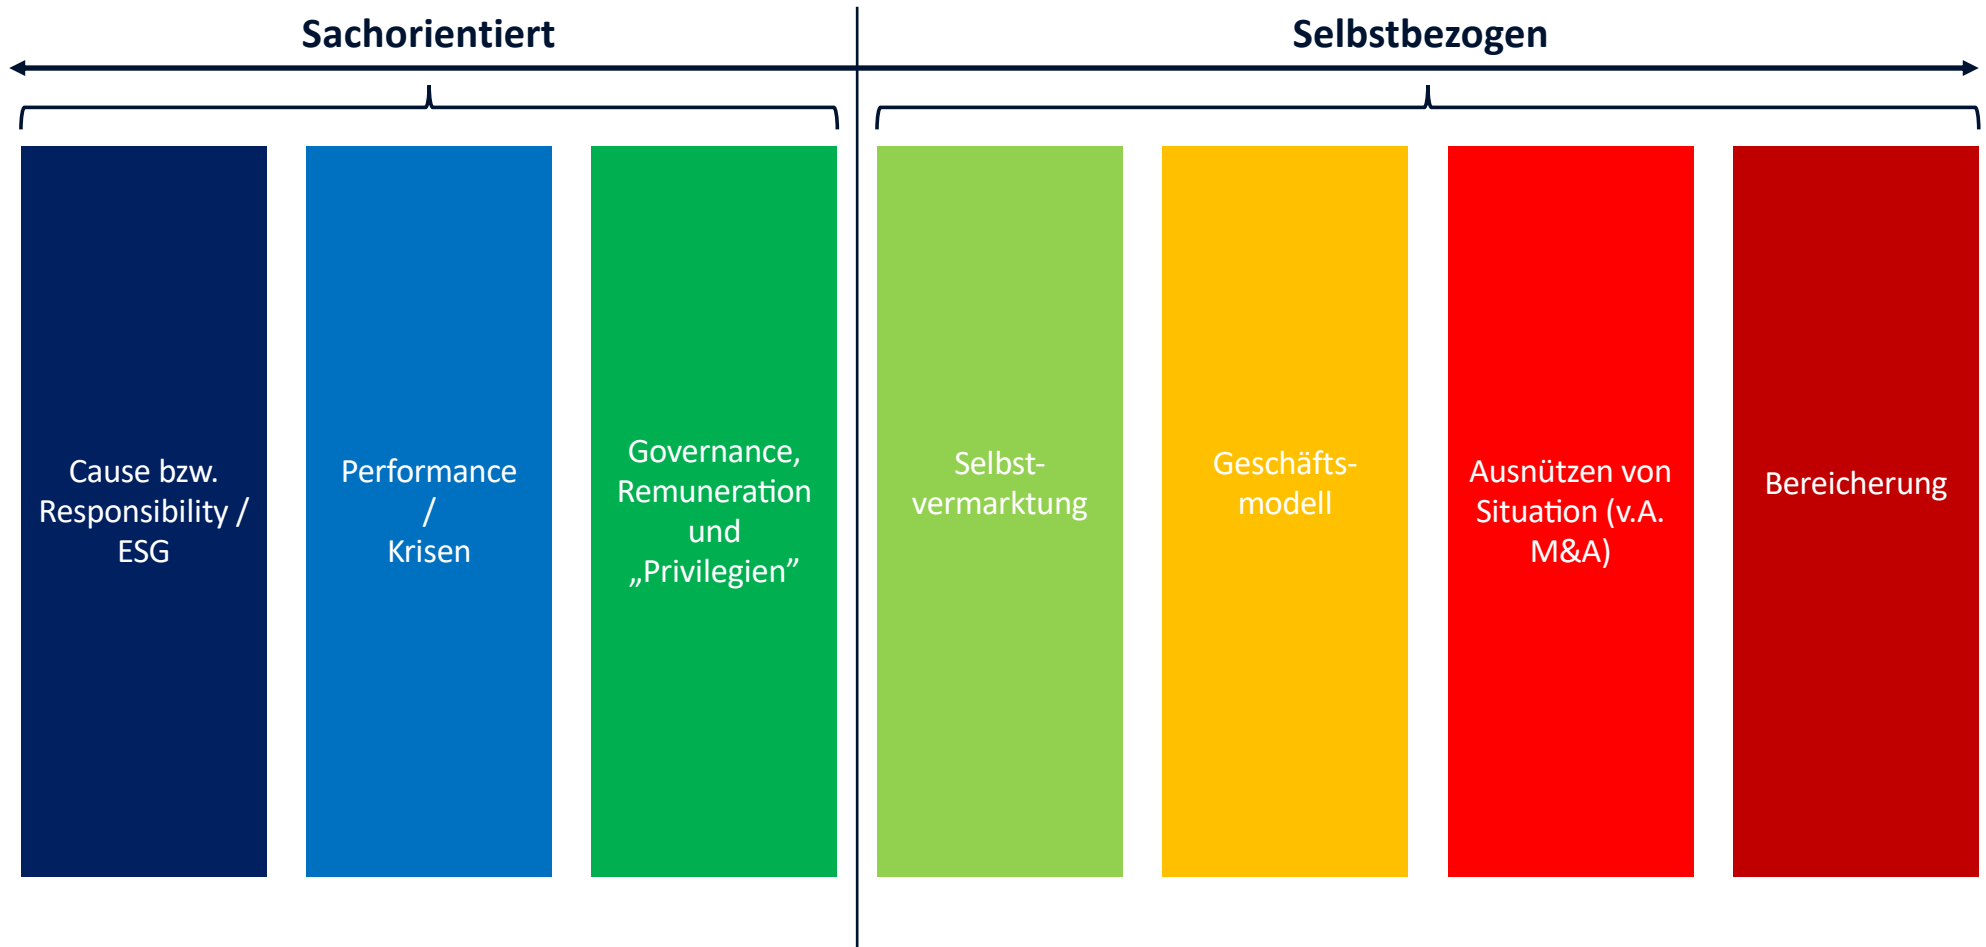 Sachorientiert
Selbstbezogen
Cause bzw.
Responsibility /
ESG
Performance
/
Krisen
Governance,
Remuneration
und
„Privilegien”
Selbst-
vermarktung
Geschäfts-
modell
Ausnützen von
Situation (v.A.
M&A)
Bereicherung